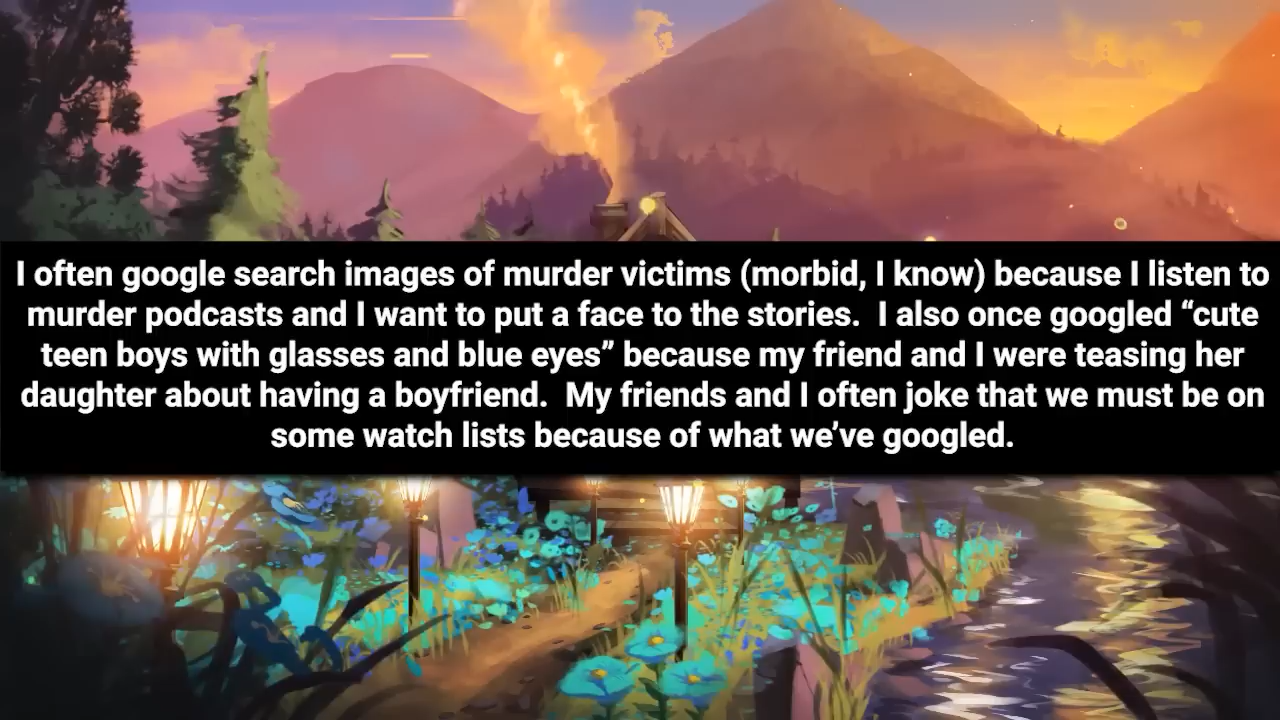 I often google search images of murder victims (morbid, I know) because I listen to
murder podcasts and I want to put a face to the stories.  I also once googled “cute
teen boys with glasses and blue eyes” because my friend and I were teasing her
daughter about having a boyfriend.  My friends and I often joke that we must be on
some watch lists because of what we’ve googled.